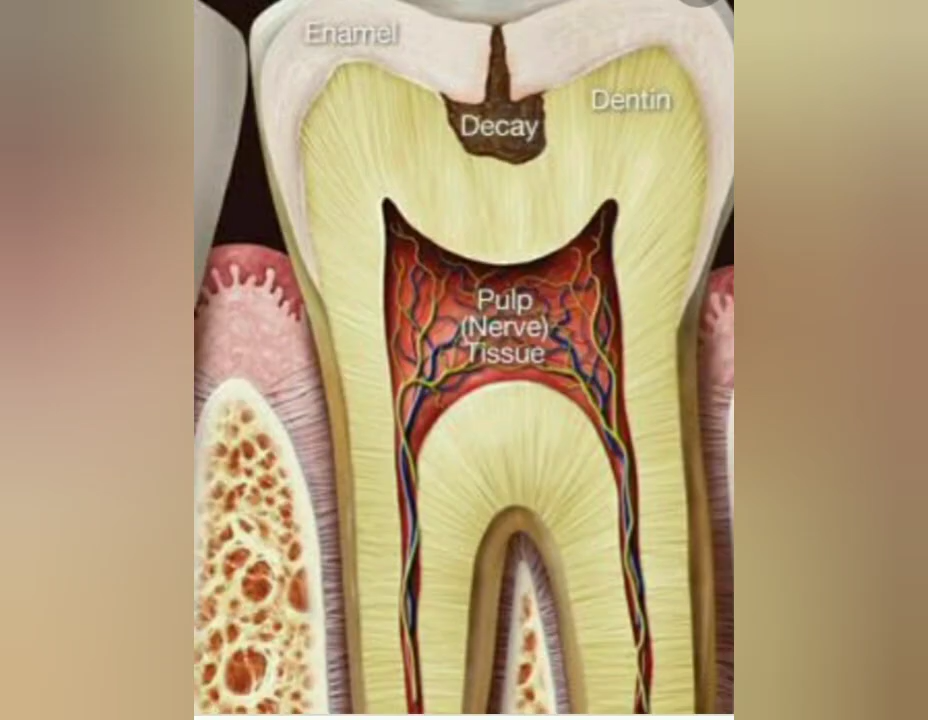 Enamel
Dentin
Decay
Pulp
(Nerve)
Tissue